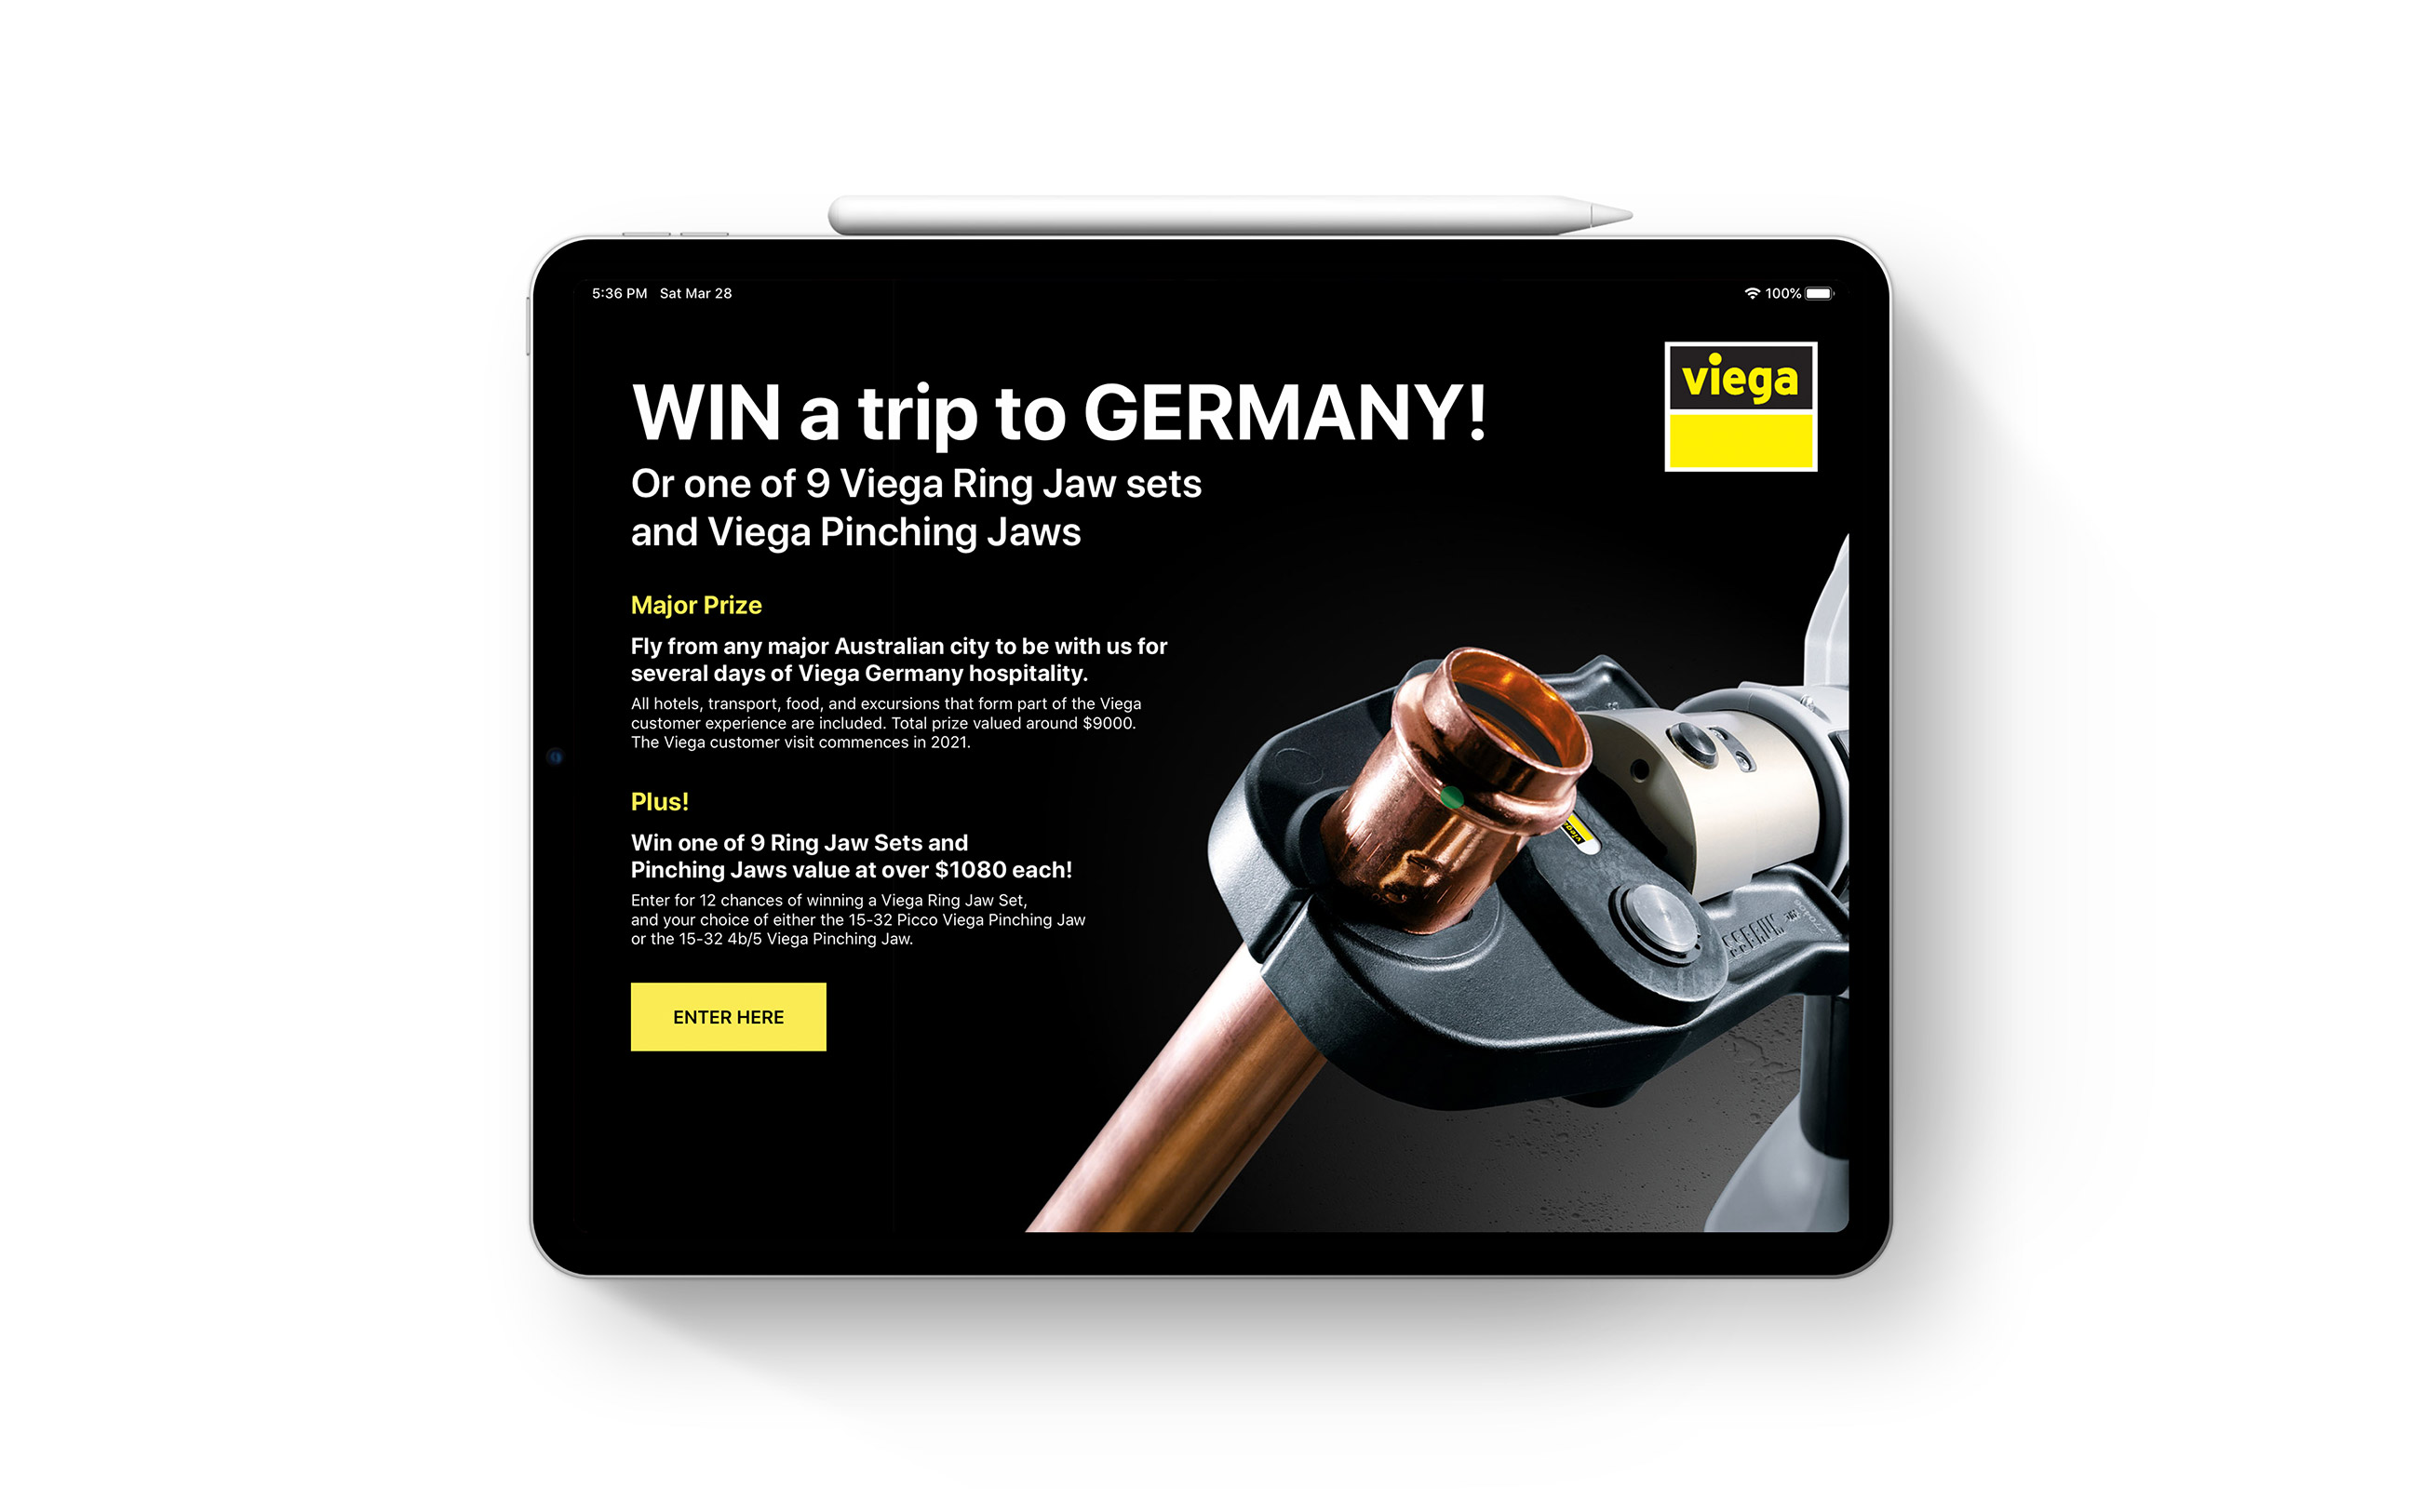 5:36 PM Sat Mar 28
100%
viega
WIN a trip to GERMANY!
Or one of 9 Viega Ring Jaw sets
and Viega Pinching Jaws
Major Prize
Fly from any major Australian city to be with us for
several days of Viega Germany hospitality.
All hotels, transport, food, and excursions that form part of the Viega
customer experience are included. Total prize valued around $9000.
The Viega customer visit commences in 2021.
Plus!
Win one of 9 Ring Jaw Sets and
Pinching Jaws value at over $1080 each!
Enter for 12 chances of winning a Viega Ring Jaw Set,
and your choice of either the 15-32 Picco Viega Pinching Jaw
or the 15-32 4b/5 Viega Pinching Jaw.
viega
ENTER HERE